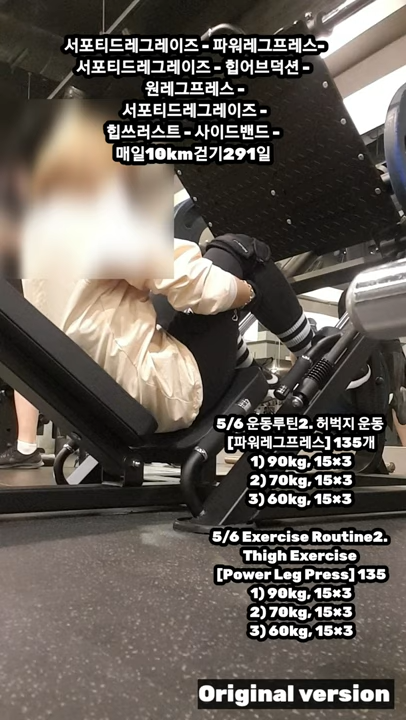 서포티드레그레이즈 - 파워레그프레스-
서포티드레그레이즈 - 힙어브덕션 -
원레그프레스 -
서포티드레그레이즈 -
힙쓰러스트 - 사이드밴드 -
매일10km걷기291일
5/6 운동루틴2. 허벅지 운동
[파워레그프레스] 135개
1) 90kg, 15×3
2) 70kg, 15×3
3) 60kg, 15×3
5/6 Exercise Routine2.
Thigh Exercise
[Power Leg Press] 135
1) 90kg, 15×3
2) 70kg, 15×3
3) 60kg, 15×3
Original version